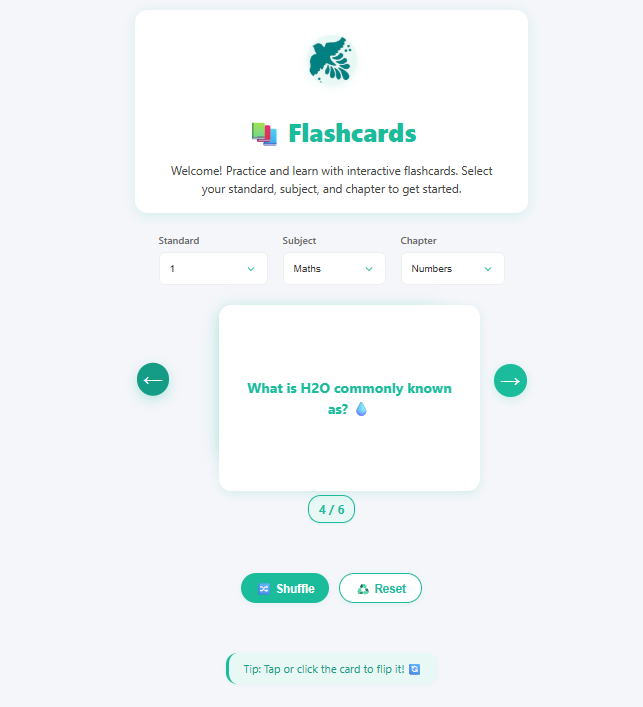 📚 Flashcards
Welcome! Practice and learn with interactive flashcards. Select
your standard, subject, and chapter to get started.
Standard
1
Subject
Maths
Chapter
Numbers
←
What is H2O commonly known
as? 💧
→
4 / 6
🔀 Shuffle
♻ Reset
Tip: Tap or click the card to flip it! 🔄